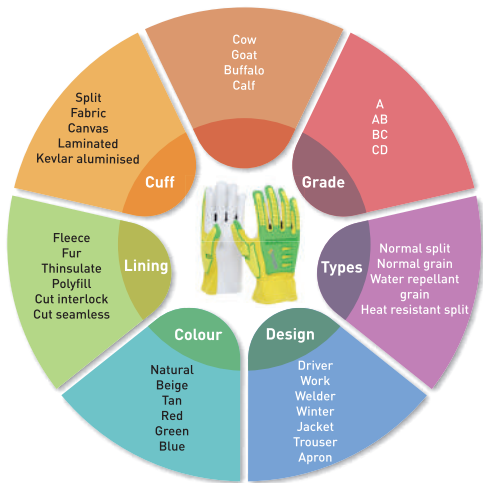 Cow
Goat
Buffalo
Calf
Grade
A
AB
BC
CD
Types
Normal split
Normal grain
Water repellant
grain
Heat resistant split
Design
Driver
Work
Welder
Winter
Jacket
Trouser
Apron
Colour
Natural
Beige
Tan
Red
Green
Blue
Lining
Fleece
Fur
Thinsulate
Polyfill
Cut interlock
Cut seamless
Cuff
Split
Fabric
Canvas
Laminated
Kevlar aluminised